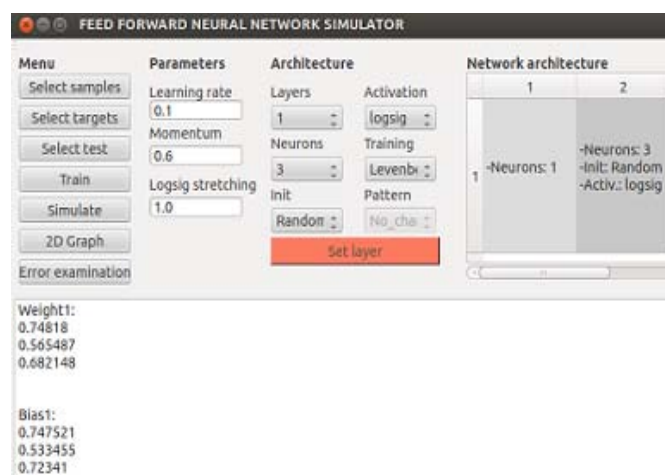 FEED FORWARD NEURAL NETWORK SIMULATOR
Menu
Select samples
Select targets
Select test
Train
Simulate
2D Graph
Error examination
Parameters
Learning rate
0.1
Momentum
0.6
Logsig stretching
1.0
Architecture
Layers
1
Neurons
3
Init
Random
Activation
logsig
Training
Levenbe
Pattern
No_cha
Set layer
Network architecture
1
2
1
-Neurons: 1
-Neurons: 3
-Init: Random
-Activ.: logsig
Weight1:
0.74818
0.565487
0.682148
Bias1:
0.747521
0.533455
0.72341